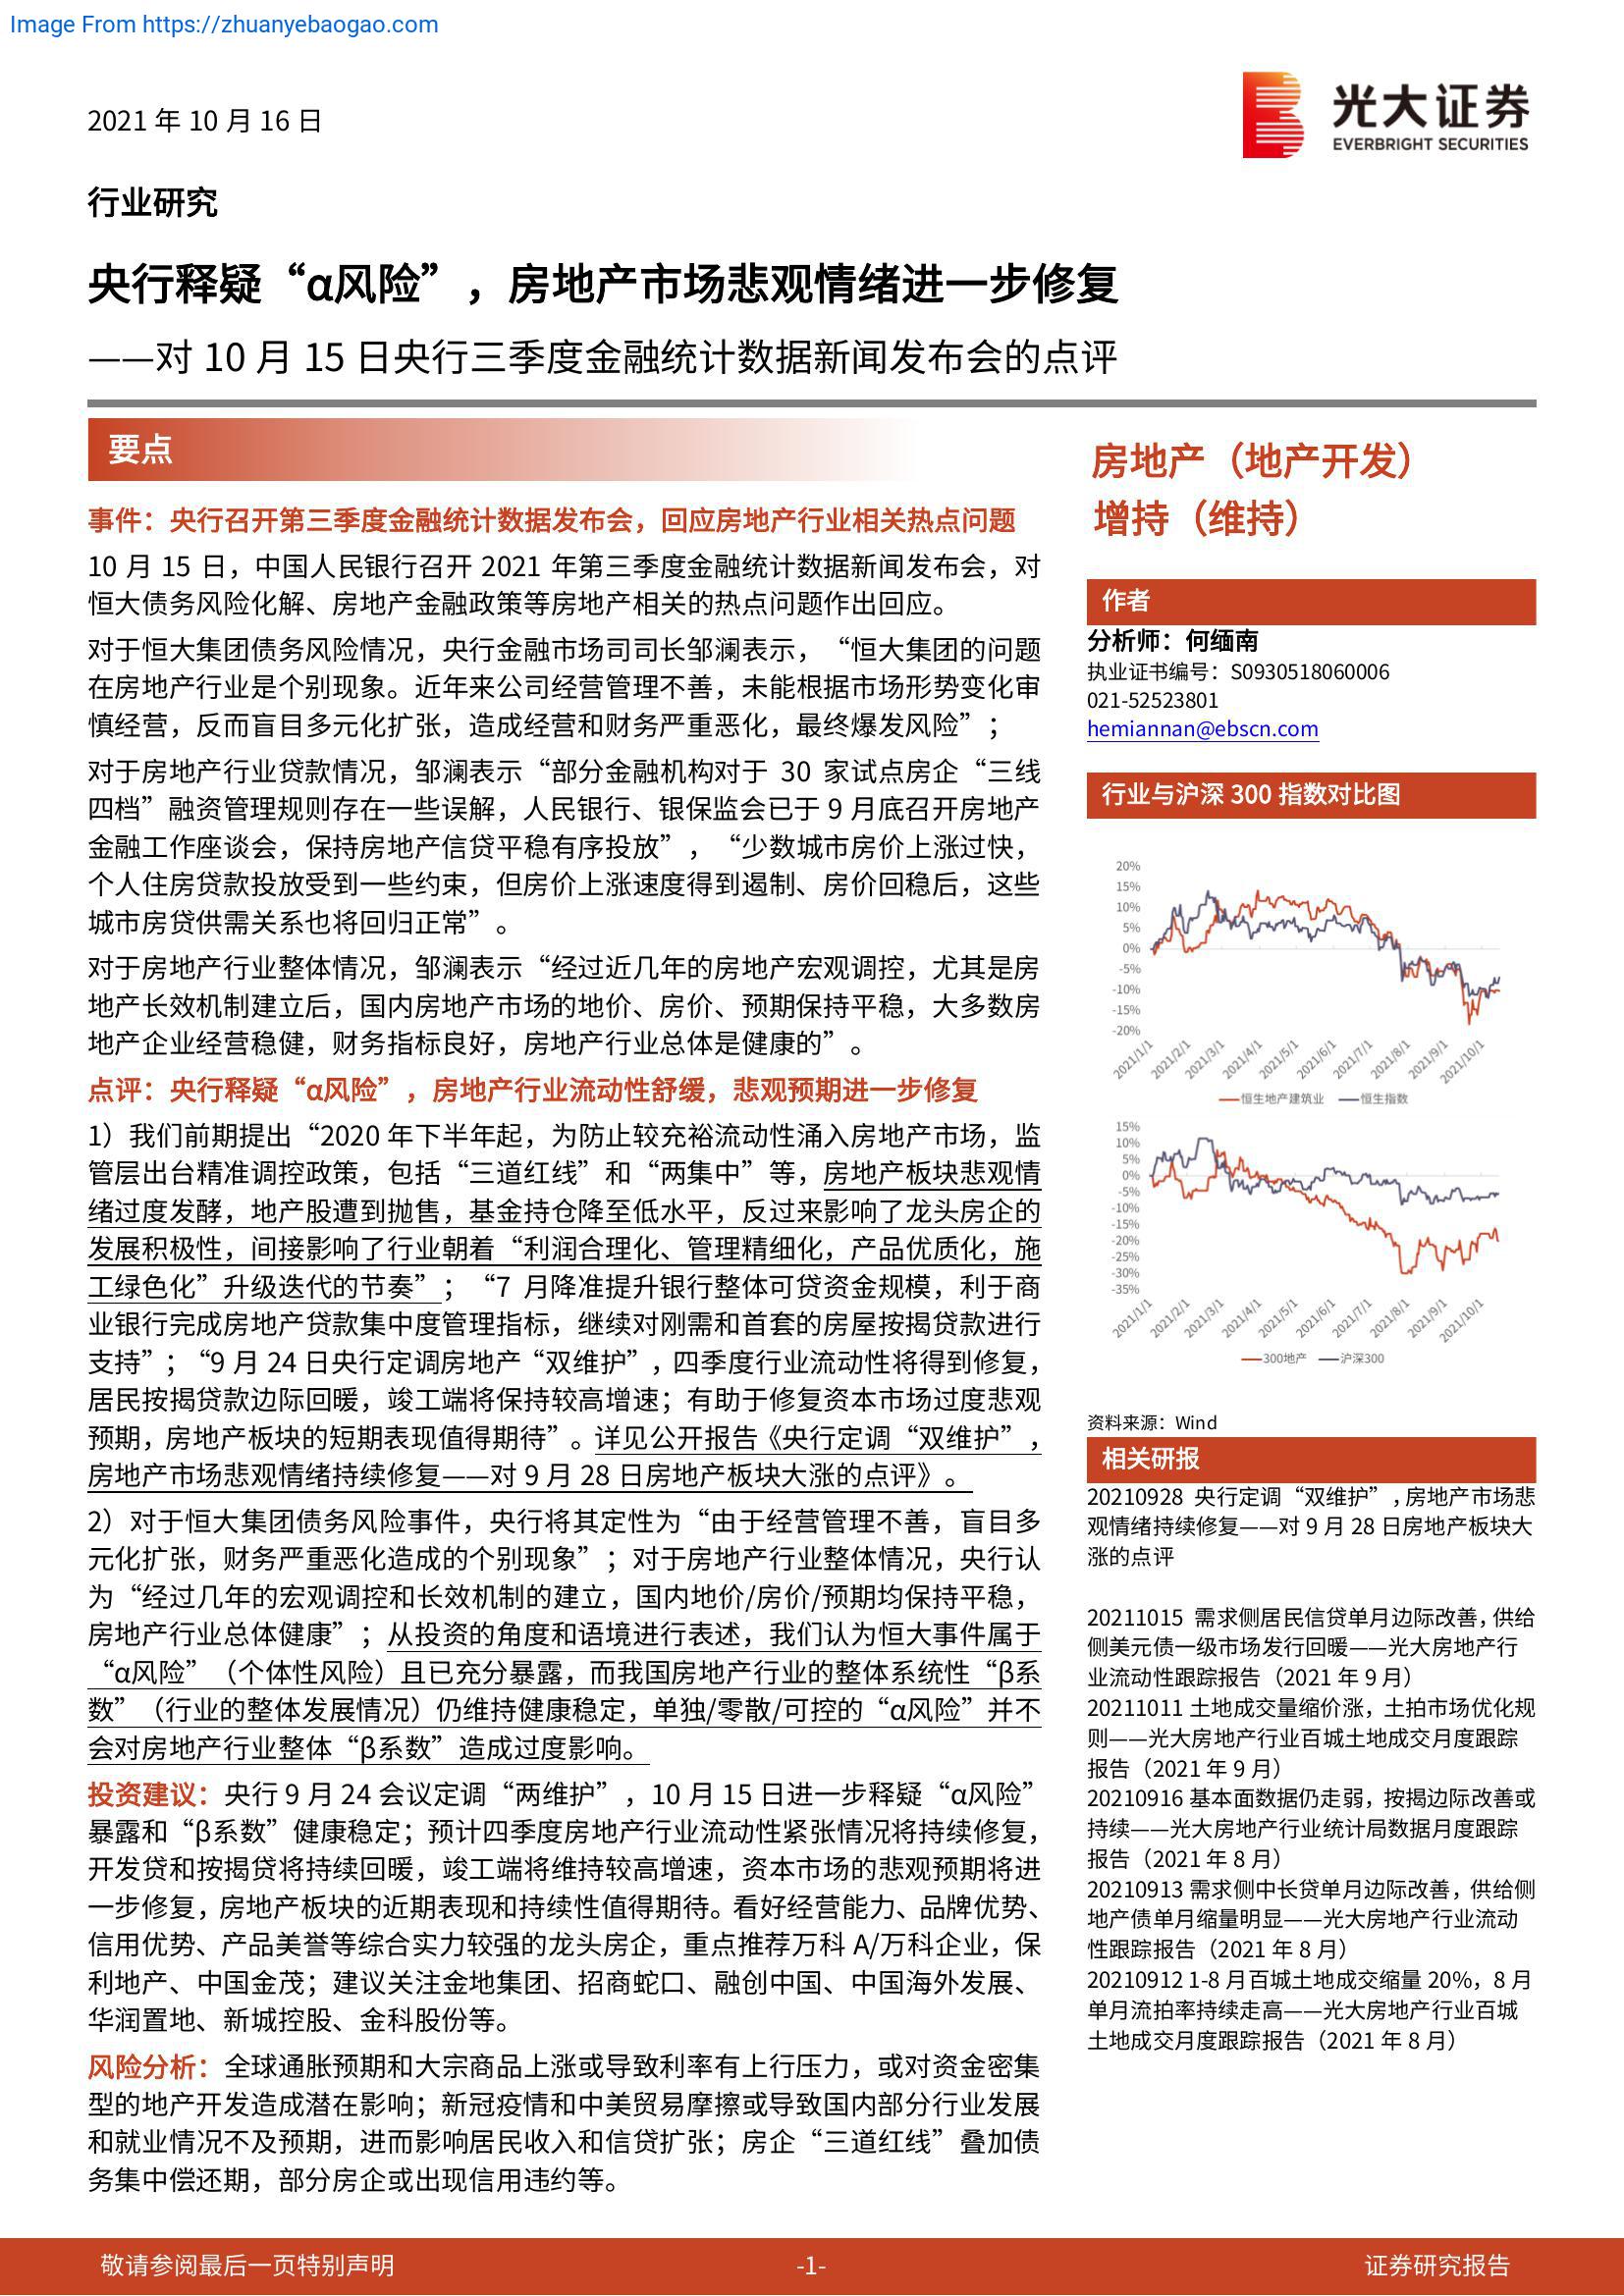 Image From https://zhuanyebaogao.com
2021 年 10 月 16 日
光大证券
EVERBRIGHT SECURITIES
行业研究
央行释疑“α风险”，房地产市场悲观情绪进一步修复
——对 10 月 15 日央行三季度金融统计数据新闻发布会的点评
要点
事件：央行召开第三季度金融统计数据发布会，回应房地产行业相关热点问题
10 月 15 日，中国人民银行召开 2021 年第三季度金融统计数据新闻发布会，对
恒大债务风险化解、房地产金融政策等房地产相关的热点问题作出回应。
对于恒大集团债务风险情况，央行金融市场司司长邹澜表示，“恒大集团的问题
在房地产行业是个别现象。近年来公司经营管理不善，未能根据市场形势变化审
慎经营，反而盲目多元化扩张，造成经营和财务严重恶化，最终爆发风险”；
对于房地产行业贷款情况，邹澜表示“部分金融机构对于 30 家试点房企“三线
四档”融资管理规则存在一些误解，人民银行、银保监会已于 9 月底召开房地产
金融工作座谈会，保持房地产信贷平稳有序投放”，“少数城市房价上涨过快，
个人住房贷款投放受到一些约束，但房价上涨速度得到遏制、房价回稳后，这些
城市房贷供需关系也将回归正常”。
对于房地产行业整体情况，邹澜表示“经过近几年的房地产宏观调控，尤其是房
地产长效机制建立后，国内房地产市场的地价、房价、预期保持平稳，大多数房
地产企业经营稳健，财务指标良好，房地产行业总体是健康的”。
点评：央行释疑“α风险”，房地产行业流动性舒缓，悲观预期进一步修复
1）我们前期提出“2020 年下半年起，为防止较充裕流动性涌入房地产市场，监
管层出台精准调控政策，包括“三道红线”和“两集中”等，房地产板块悲观情
绪过度发酵，地产股遭到抛售，基金持仓降至低水平，反过来影响了龙头房企的
发展积极性，间接影响了行业朝着“利润合理化、管理精细化，产品优质化，施
工绿色化”升级迭代的节奏”；“7 月降准提升银行整体可贷资金规模，利于商
业银行完成房地产贷款集中度管理指标，继续对刚需和首套的房屋按揭贷款进行
支持”；“9 月 24 日央行定调房地产“双维护”，四季度行业流动性将得到修复，
居民按揭贷款边际回暖，竣工端将保持较高增速；有助于修复资本市场过度悲观
预期，房地产板块的短期表现值得期待”。详见公开报告《央行定调“双维护”，
房地产市场悲观情绪持续修复——对 9 月 28 日房地产板块大涨的点评》。
2）对于恒大集团债务风险事件，央行将其定性为“由于经营管理不善，盲目多
元化扩张，财务严重恶化造成的个别现象”；对于房地产行业整体情况，央行认
为“经过几年的宏观调控和长效机制的建立，国内地价/房价/预期均保持平稳，
房地产行业总体健康”；从投资的角度和语境进行表述，我们认为恒大事件属于
“α风险”（个体性风险）且已充分暴露，而我国房地产行业的整体系统性“β系
数”（行业的整体发展情况）仍维持健康稳定，单独/零散/可控的“α风险”并不
会对房地产行业整体“β系数”造成过度影响。
投资建议：央行 9 月 24 会议定调“两维护”，10 月 15 日进一步释疑“α风险”
暴露和“β系数”健康稳定；预计四季度房地产行业流动性紧张情况将持续修复，
开发贷和按揭贷将持续回暖，竣工端将维持较高增速，资本市场的悲观预期将进
一步修复，房地产板块的近期表现和持续性值得期待。看好经营能力、品牌优势、
信用优势、产品美誉等综合实力较强的龙头房企，重点推荐万科 A/万科企业，保
利地产、中国金茂；建议关注金地集团、招商蛇口、融创中国、中国海外发展、
华润置地、新城控股、金科股份等。
风险分析：全球通胀预期和大宗商品上涨或导致利率有上行压力，或对资金密集
型的地产开发造成潜在影响；新冠疫情和中美贸易摩擦或导致国内部分行业发展
和就业情况不及预期，进而影响居民收入和信贷扩张；房企“三道红线”叠加债
务集中偿还期，部分房企或出现信用违约等。
房地产（地产开发）
增持（维持）
作者
分析师：何缅南
执业证书编号：S0930518060006
021-52523801
hemiannan@ebscn.com
行业与沪深 300 指数对比图
20%
15%
10%
5%
0%
-5%
-10%
-15%
-20%
2021/1/1 2021/2/1 2021/3/1 2021/4/1 2021/5/1 2021/6/1 2021/7/1 2021/8/1 2021/9/1 2021/10/1
恒生地产建筑业 恒生指数
15%
10%
5%
0%
-5%
-10%
-15%
-20%
-25%
-30%
-35%
2021/1/1 2021/2/1 2021/3/1 2021/4/1 2021/5/1 2021/6/1 2021/7/1 2021/8/1 2021/9/1 2021/10/1
300地产 沪深300
资料来源：Wind
相关研报
20210928 央行定调“双维护”，房地产市场悲
观情绪持续修复——对 9 月 28 日房地产板块大
涨的点评
20211015 需求侧居民信贷单月边际改善，供给
侧美元债一级市场发行回暖——光大房地产行
业流动性跟踪报告（2021 年 9 月）
20211011 土地成交量缩价涨，土拍市场优化规
则——光大房地产行业百城土地成交月度跟踪
报告（2021 年 9 月）
20210916 基本面数据仍走弱，按揭边际改善或
持续——光大房地产行业统计局数据月度跟踪
报告（2021 年 8 月）
20210913 需求侧中长贷单月边际改善，供给侧
地产债单月缩量明显——光大房地产行业流动
性跟踪报告（2021 年 8 月）
20210912 1-8 月百城土地成交缩量 20%，8 月
单月流拍率持续走高——光大房地产行业百城
土地成交月度跟踪报告（2021 年 8 月）
敬请参阅最后一页特别声明
-1-
证券研究报告